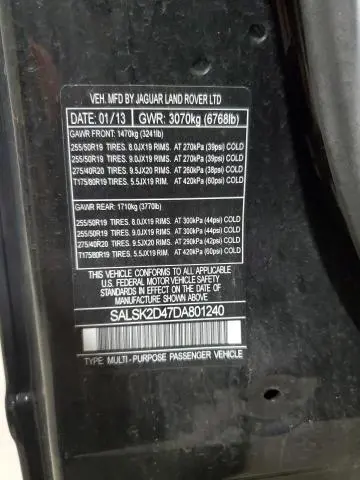 VEH. MFD BY JAGUAR LAND ROVER LTD
DATE: 01/13 GWR: 3070kg (6768lb)
GAWR FRONT: 1470kg (3241lb)
255/50R19 TIRES. 8.0JX19 RIMS. AT 270kPa (39psi) COLD
255/50R19 TIRES. 9.0JX19 RIMS. AT 270kPa (39psi) COLD
275/40R20 TIRES. 9.5JX20 RIMS. AT 260kPa (38psi) COLD
T175/80R19 TIRES. 5.5JX19 RIMS. AT 420kPa (60psi) COLD
GAWR REAR: 1710kg (3770lb)
255/50R19 TIRES. 8.0JX19 RIMS. AT 300kPa (44psi) COLD
255/50R19 TIRES. 9.0JX19 RIMS. AT 300kPa (44psi) COLD
275/40R20 TIRES. 9.5JX20 RIMS. AT 290kPa (42psi) COLD
T175/80R19 TIRES. 5.5JX19 RIMS. AT 420kPa (60psi) COLD
THIS VEHICLE CONFORMS TO ALL APPLICABLE
U.S. FEDERAL MOTOR VEHICLE SAFETY
AND THEFT PREVENTION STANDARDS
IN EFFECT ON THE DATE OF
MANUFACTURE SHOWN ABOVE.
SALSK2D47DA801240
TYPE: MULTI-PURPOSE PASSENGER VEHICLE